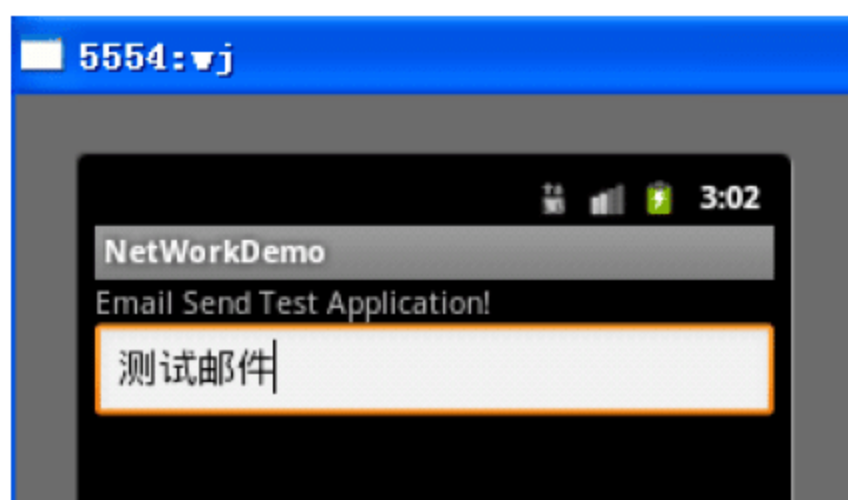 5554:wj
3:02
NetWorkDemo
Email Send Test Application!
测试邮件